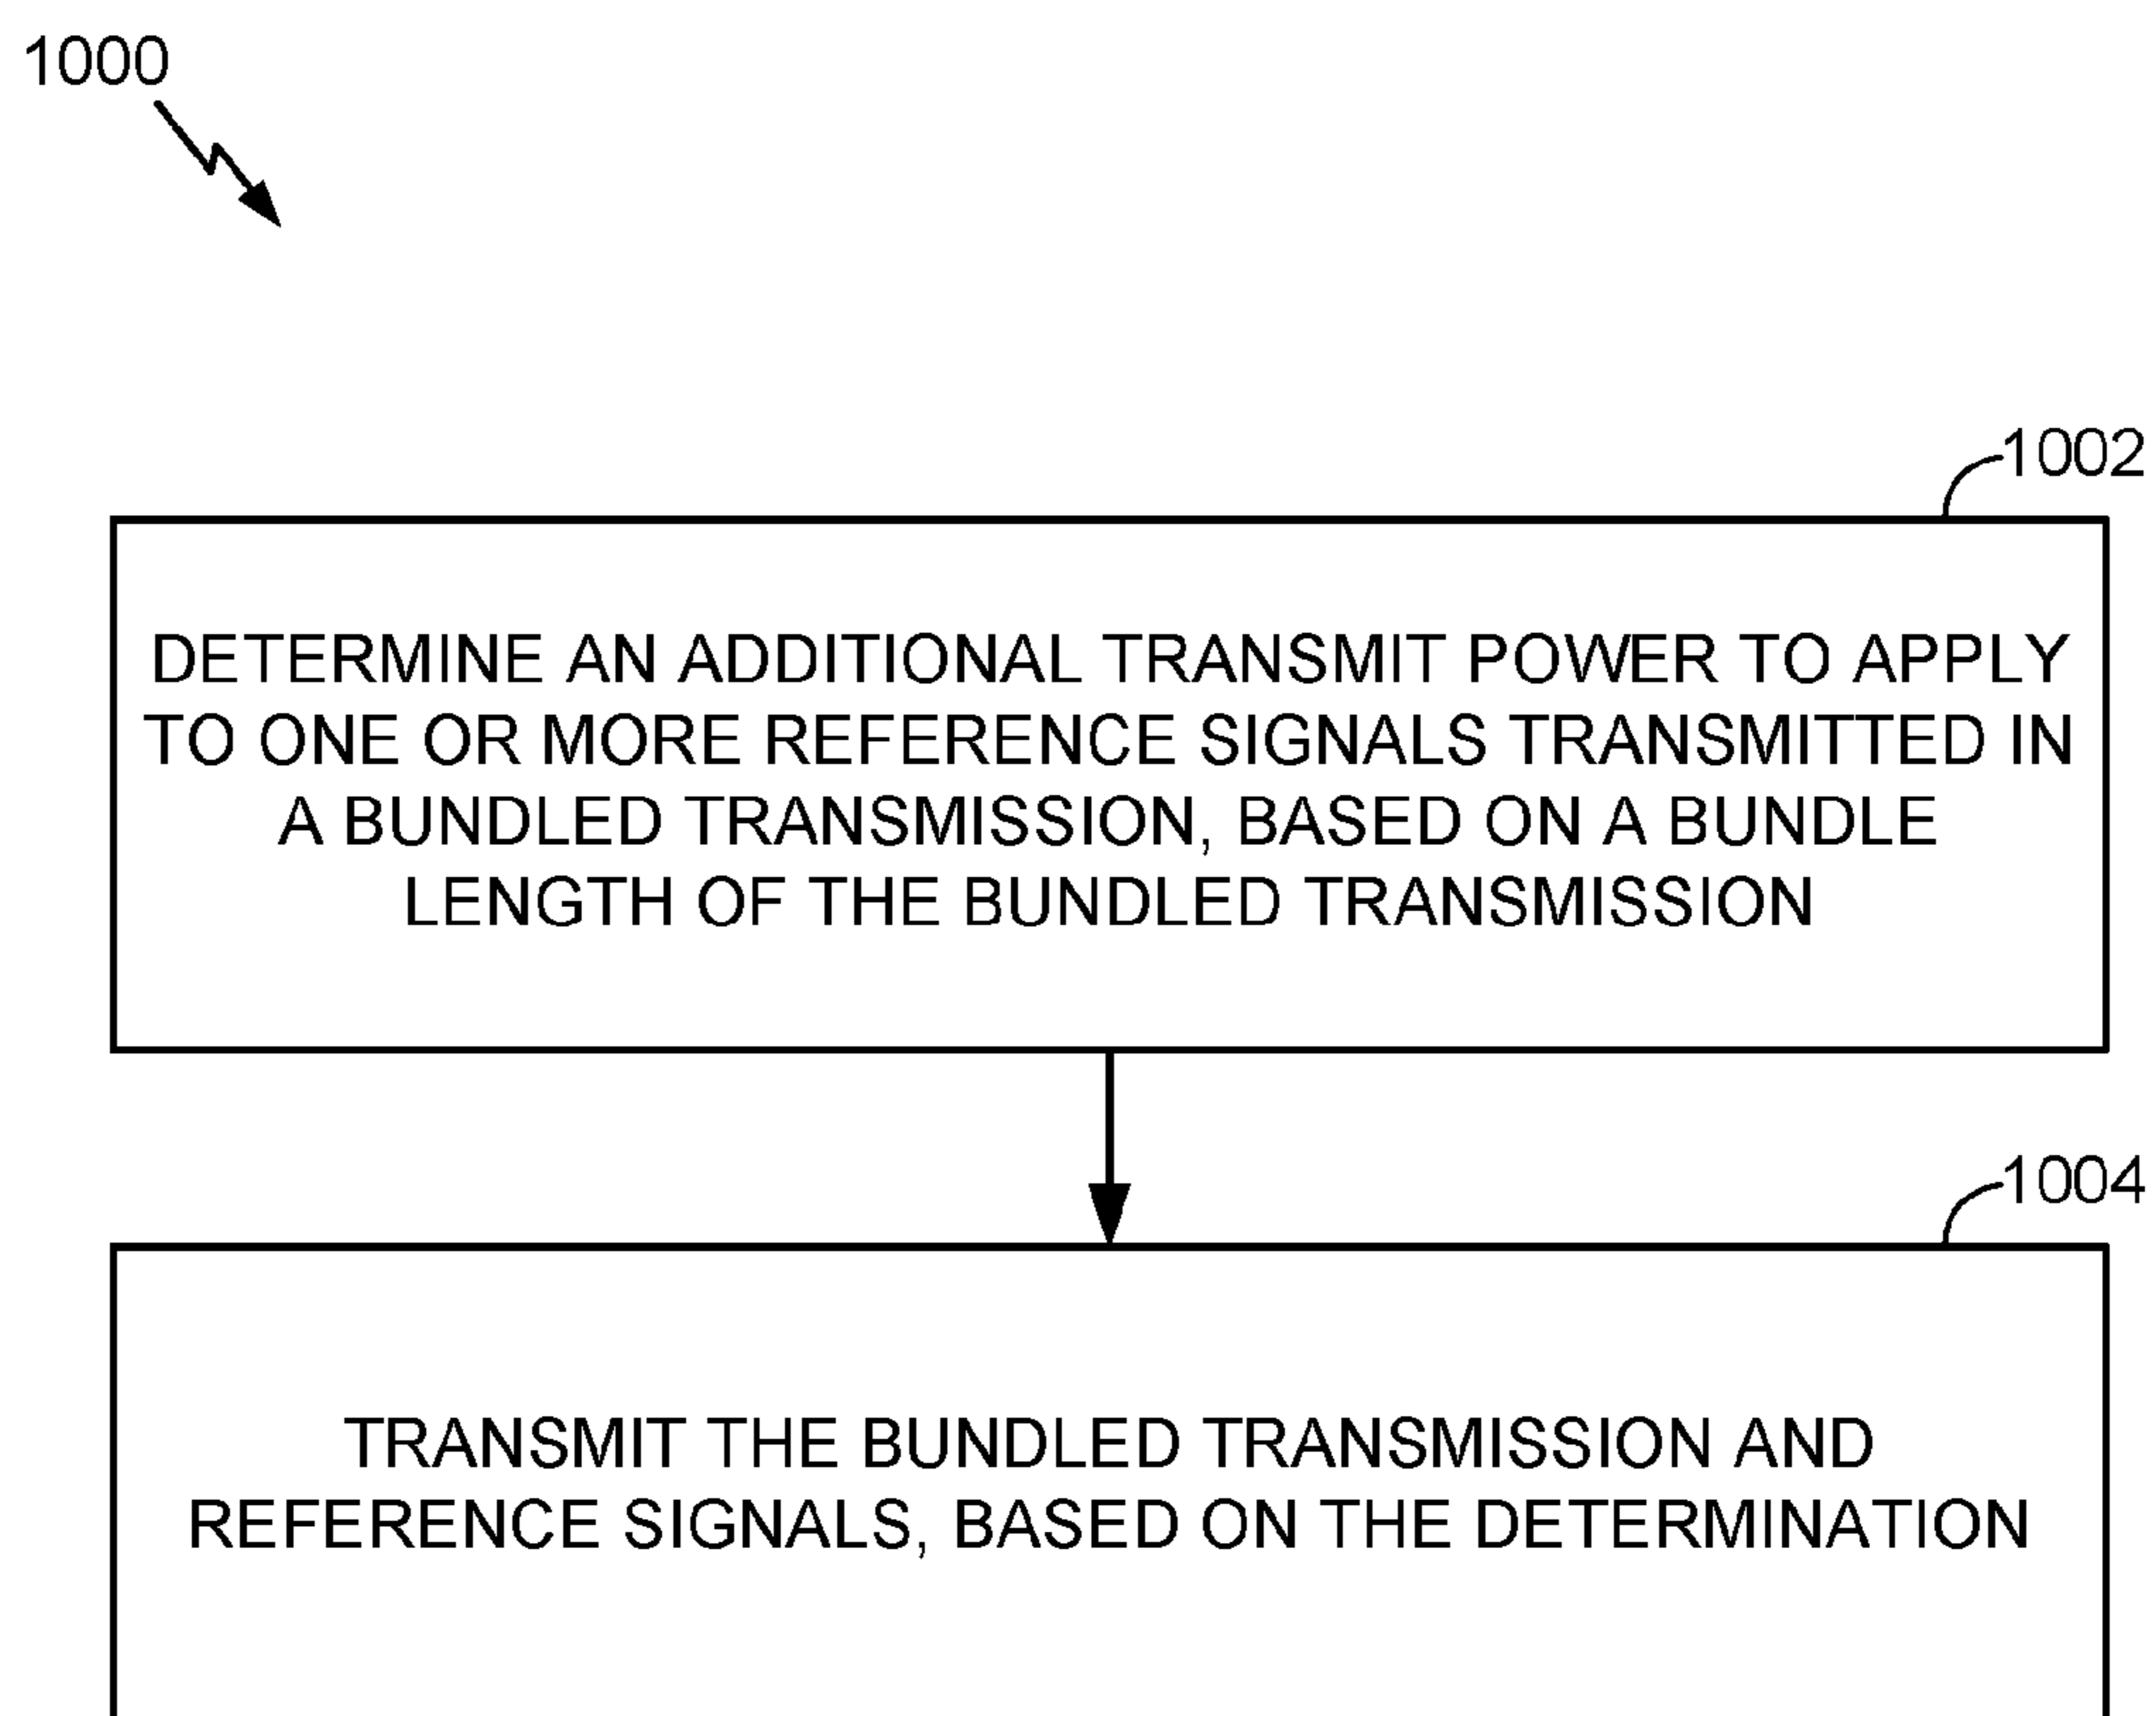 1000
1002
DETERMINE AN ADDITIONAL TRANSMIT POWER TO APPLY
TO ONE OR MORE REFERENCE SIGNALS TRANSMITTED IN
A BUNDLED TRANSMISSION, BASED ON A BUNDLE
LENGTH OF THE BUNDLED TRANSMISSION
1004
TRANSMIT THE BUNDLED TRANSMISSION AND
REFERENCE SIGNALS, BASED ON THE DETERMINATION